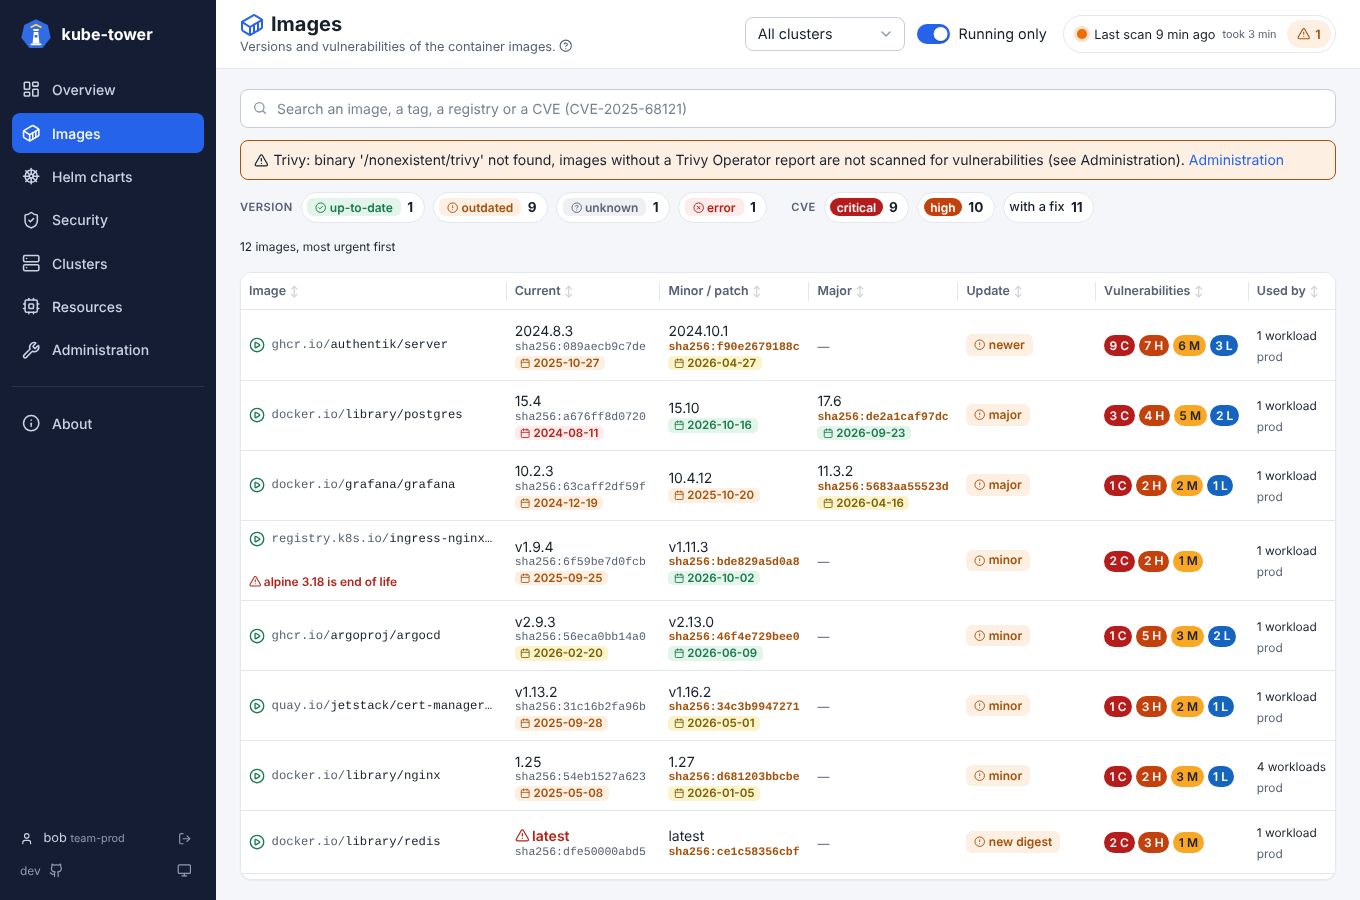 kube-tower
Overview
Images
Helm charts
Security
Clusters
Resources
Administration
About
bob team-prod
dev
Images
Versions and vulnerabilities of the container images.
All clusters
Running only
Last scan 9 min ago took 3 min 1
Search an image, a tag, a registry or a CVE (CVE-2025-68121)
Trivy: binary '/nonexistent/trivy' not found, images without a Trivy Operator report are not scanned for vulnerabilities (see Administration). Administration
VERSION up-to-date 1 outdated 9 unknown 1 error 1 CVE critical 9 high 10 with a fix 11
12 images, most urgent first
Image Current Minor / patch Major Update Vulnerabilities Used by
ghcr.io/authentik/server
2024.8.3
sha256:089aecb9c7de
2025-10-27
2024.10.1
sha256:f90e2679188c
2026-04-27
—
newer
9 C 7 H 6 M 3 L
1 workload
prod
docker.io/library/postgres
15.4
sha256:a676ff8d0720
2024-08-11
15.10
2026-10-16
17.6
sha256:de2a1caf97dc
2026-09-23
major
3 C 4 H 5 M 2 L
1 workload
prod
docker.io/grafana/grafana
10.2.3
sha256:63caff2df59f
2024-12-19
10.4.12
2025-10-20
11.3.2
sha256:5683aa55523d
2026-04-16
major
1 C 2 H 2 M 1 L
1 workload
prod
registry.k8s.io/ingress-nginx…
alpine 3.18 is end of life
v1.9.4
sha256:6f59be7d0fcb
2025-09-25
v1.11.3
sha256:bde829a5d0a8
2026-10-02
—
minor
2 C 2 H 1 M
1 workload
prod
ghcr.io/argoproj/argocd
v2.9.3
sha256:56eca0bb14a0
2026-02-20
v2.13.0
sha256:46f4e729bee0
2026-06-09
—
minor
1 C 5 H 3 M 2 L
1 workload
prod
quay.io/jetstack/cert-manager…
v1.13.2
sha256:31c16b2fa96b
2025-09-28
v1.16.2
sha256:34c3b9947271
2026-05-01
—
minor
1 C 3 H 2 M 1 L
1 workload
prod
docker.io/library/nginx
1.25
sha256:54eb1527a623
2025-05-08
1.27
sha256:d681203bbcbe
2026-01-05
—
minor
1 C 2 H 3 M 1 L
4 workloads
prod
docker.io/library/redis
latest
sha256:dfe50000abd5
latest
sha256:ce1c58356cbf
—
new digest
2 C 3 H 1 M
1 workload
prod